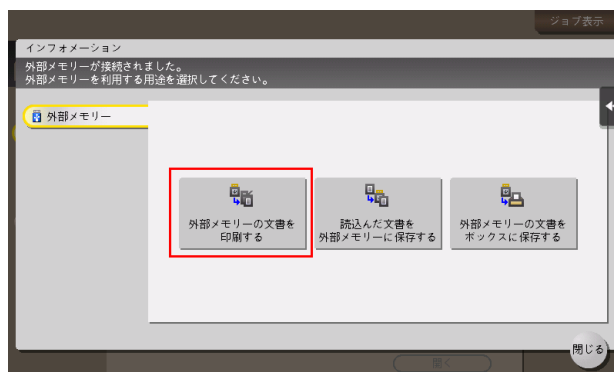 ジョブ表示
インフォメーション
外部メモリーが接続されました。
外部メモリーを利用する用途を選択してください。
外部メモリー
外部メモリーの文書を
印刷する
読込んだ文書を
外部メモリーに保存する
外部メモリーの文書を
ボックスに保存する
閉じる
開く